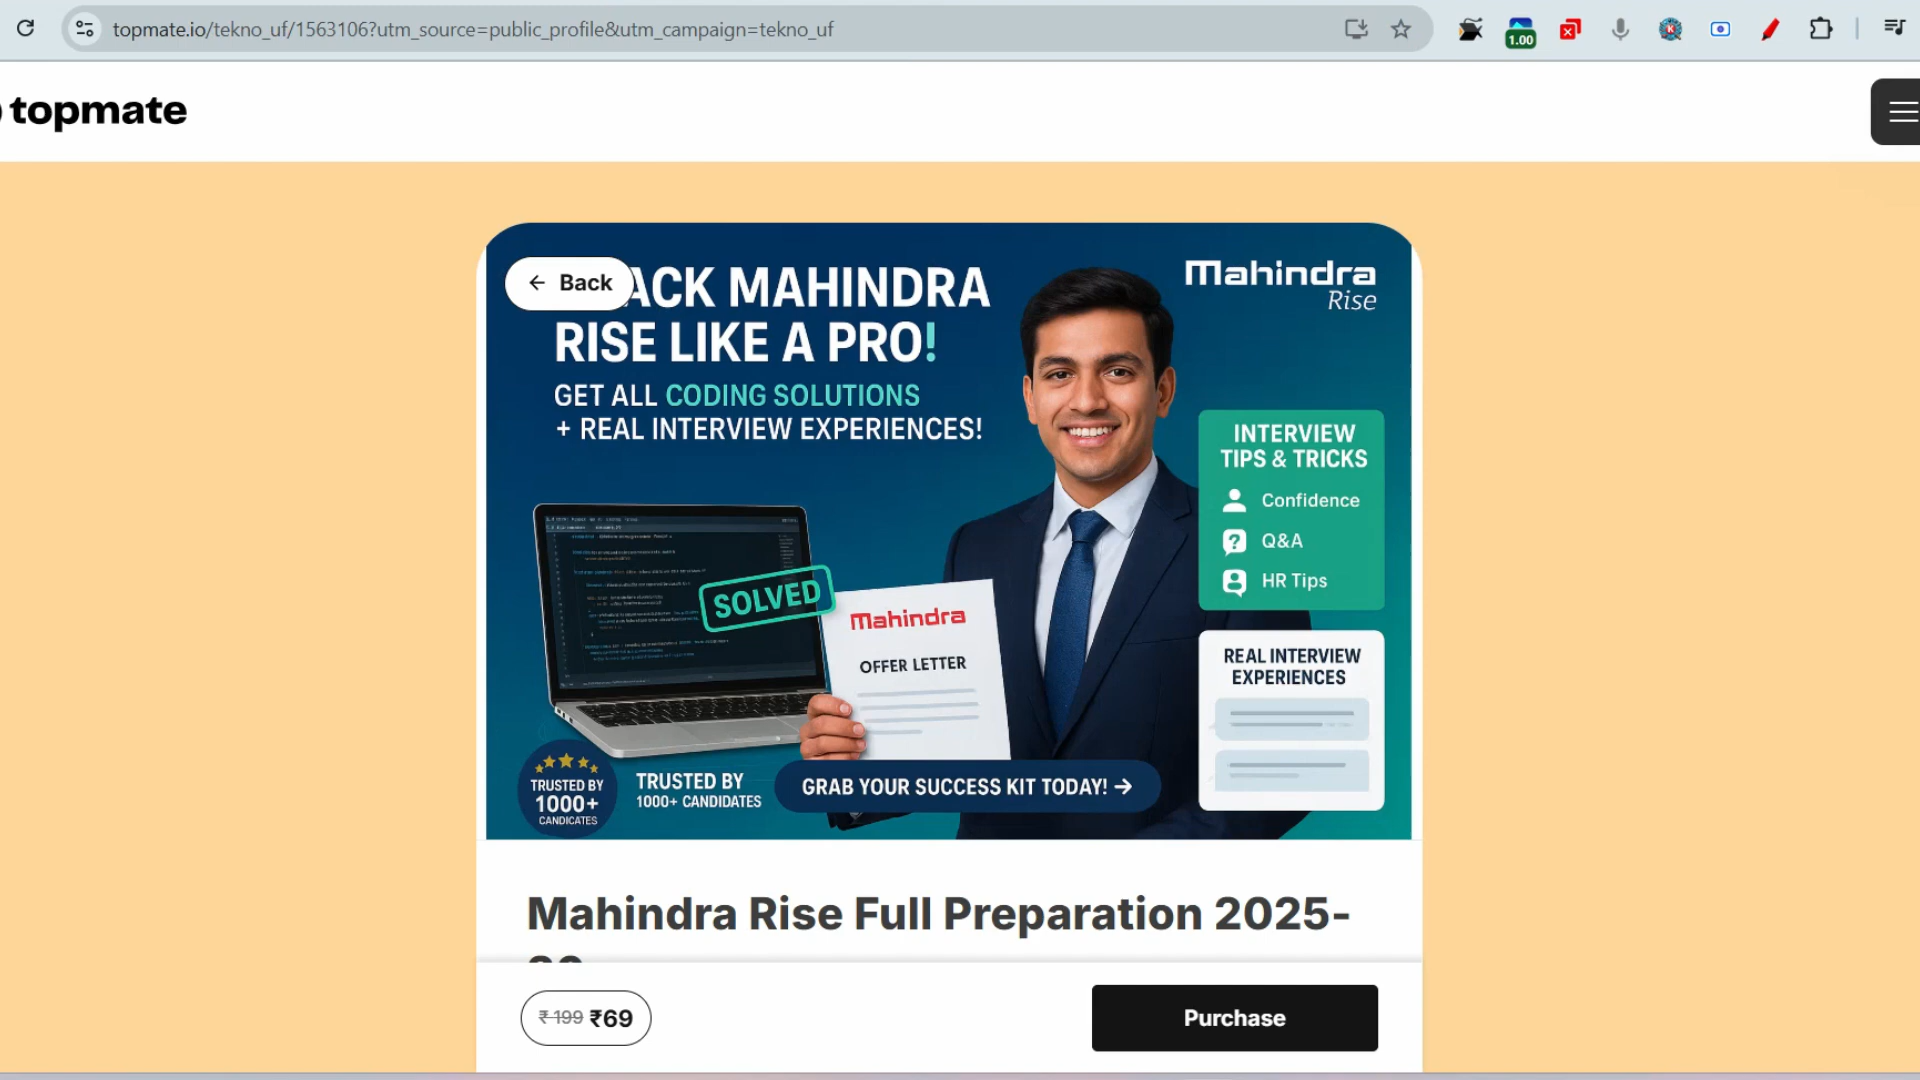 topmate.io/tekno_uf/1563106?utm_source=public_profile&utm_campaign=tekno_uf
1.00
topmate
← Back
ACK MAHINDRA
RISE LIKE A PRO!
GET ALL CODING SOLUTIONS
+ REAL INTERVIEW EXPERIENCES!
Mahindra
Rise
INTERVIEW
TIPS & TRICKS
Confidence
Q&A
HR Tips
SOLVED
Mahindra
OFFER LETTER
REAL INTERVIEW
EXPERIENCES
TRUSTED BY
1000+
CANDICATES
TRUSTED BY
1000+ CANDIDATES
GRAB YOUR SUCCESS KIT TODAY! →
Mahindra Rise Full Preparation 2025-
₹ 199 ₹69
Purchase